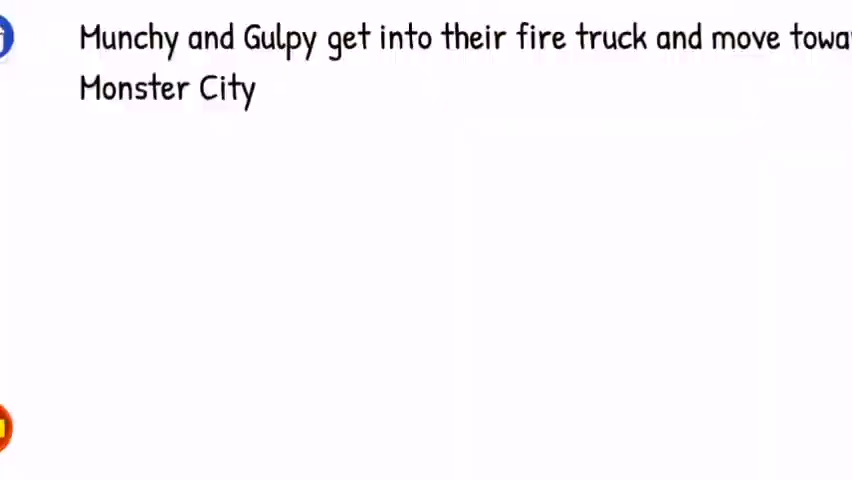 Munchy and Gulpy get into their fire truck and move towa
Monster City